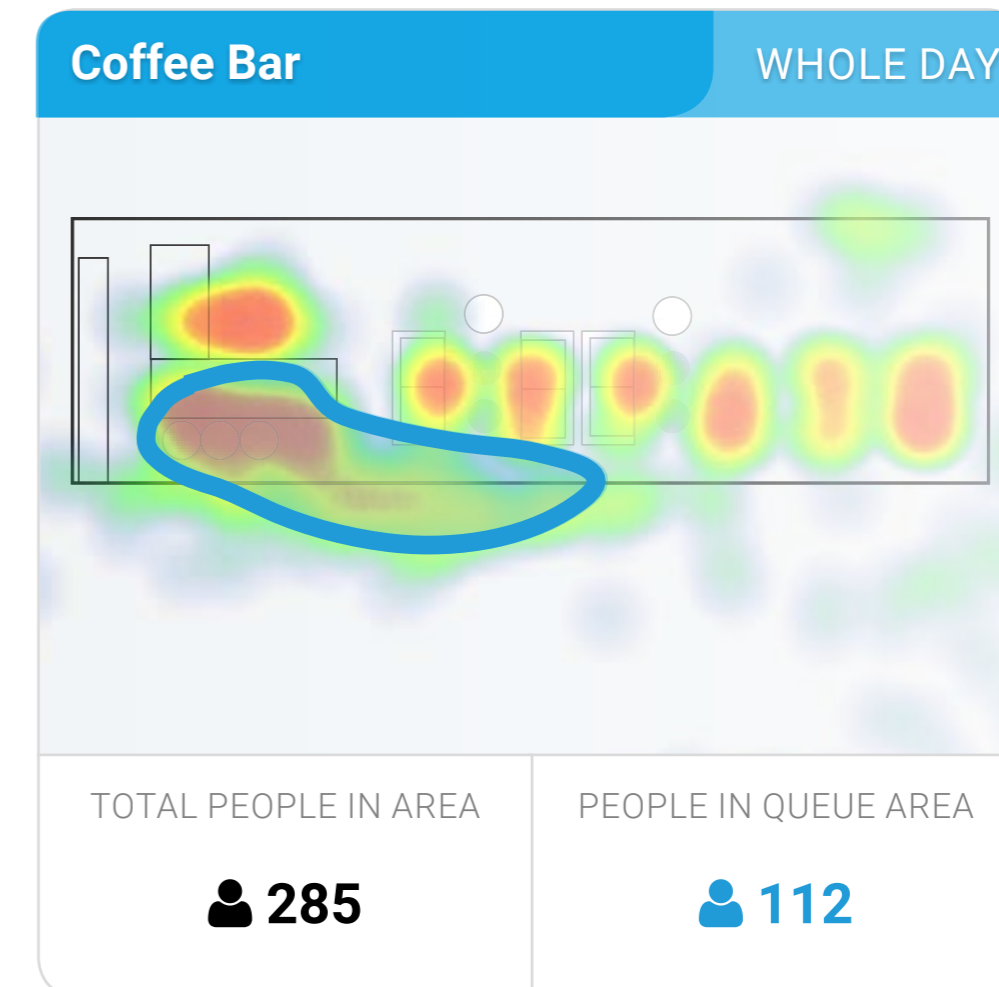 Coffee Bar
WHOLE DAY
TOTAL PEOPLE IN AREA
PEOPLE IN QUEUE AREA
285
112